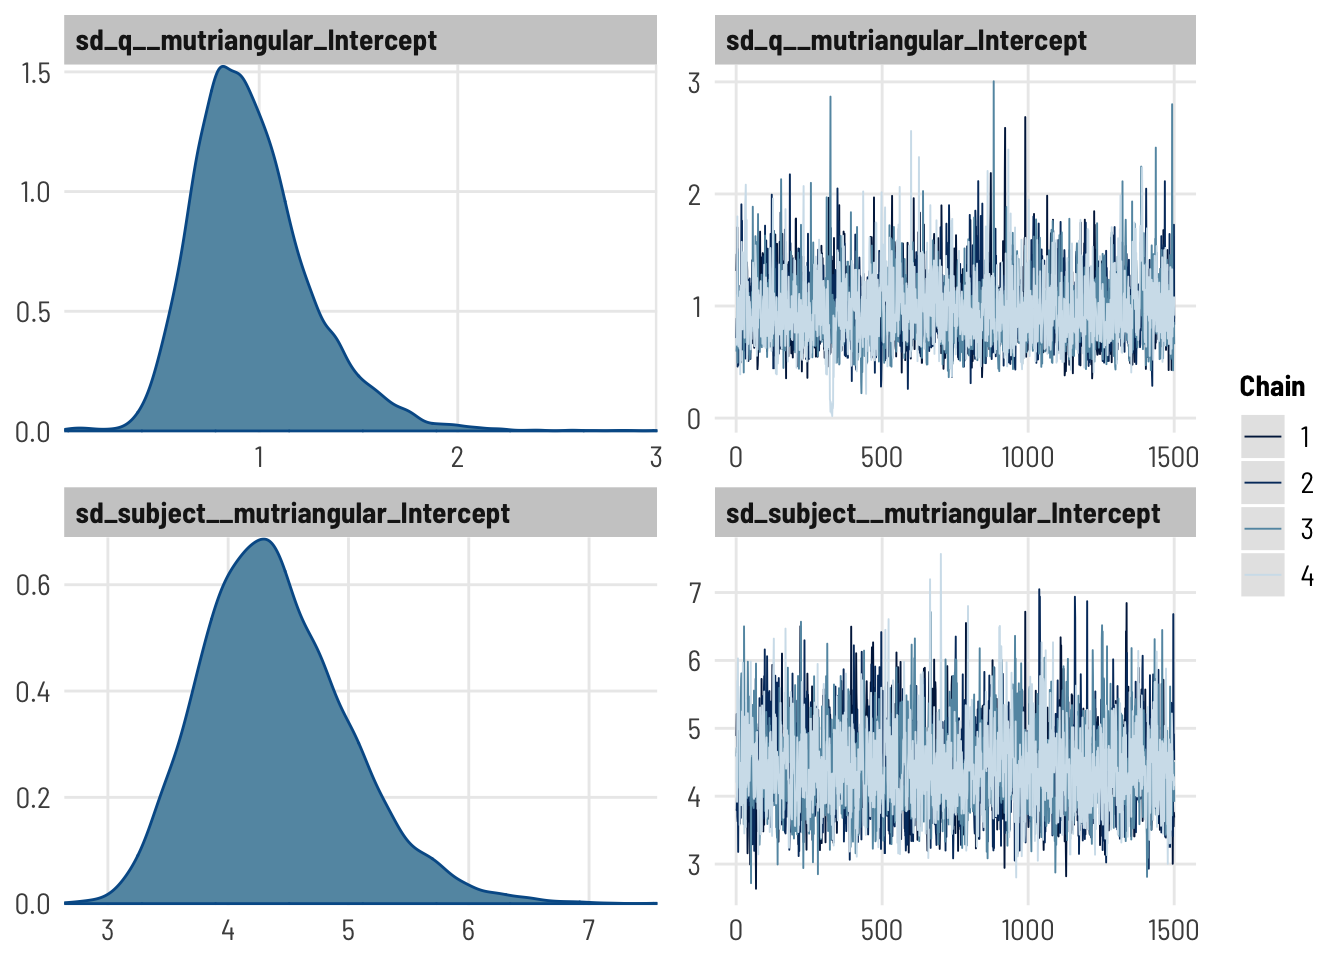 sd_q__mutriangular_Intercept
1.5
1.0
0.5
0.0
1 2 3
sd_q__mutriangular_Intercept
3
2
1
0
0 500 1000 1500
sd_subject__mutriangular_Intercept
0.6
0.4
0.2
0.0
3 4 5 6 7
sd_subject__mutriangular_Intercept
7
6
5
4
3
0 500 1000 1500
Chain
1
2
3
4